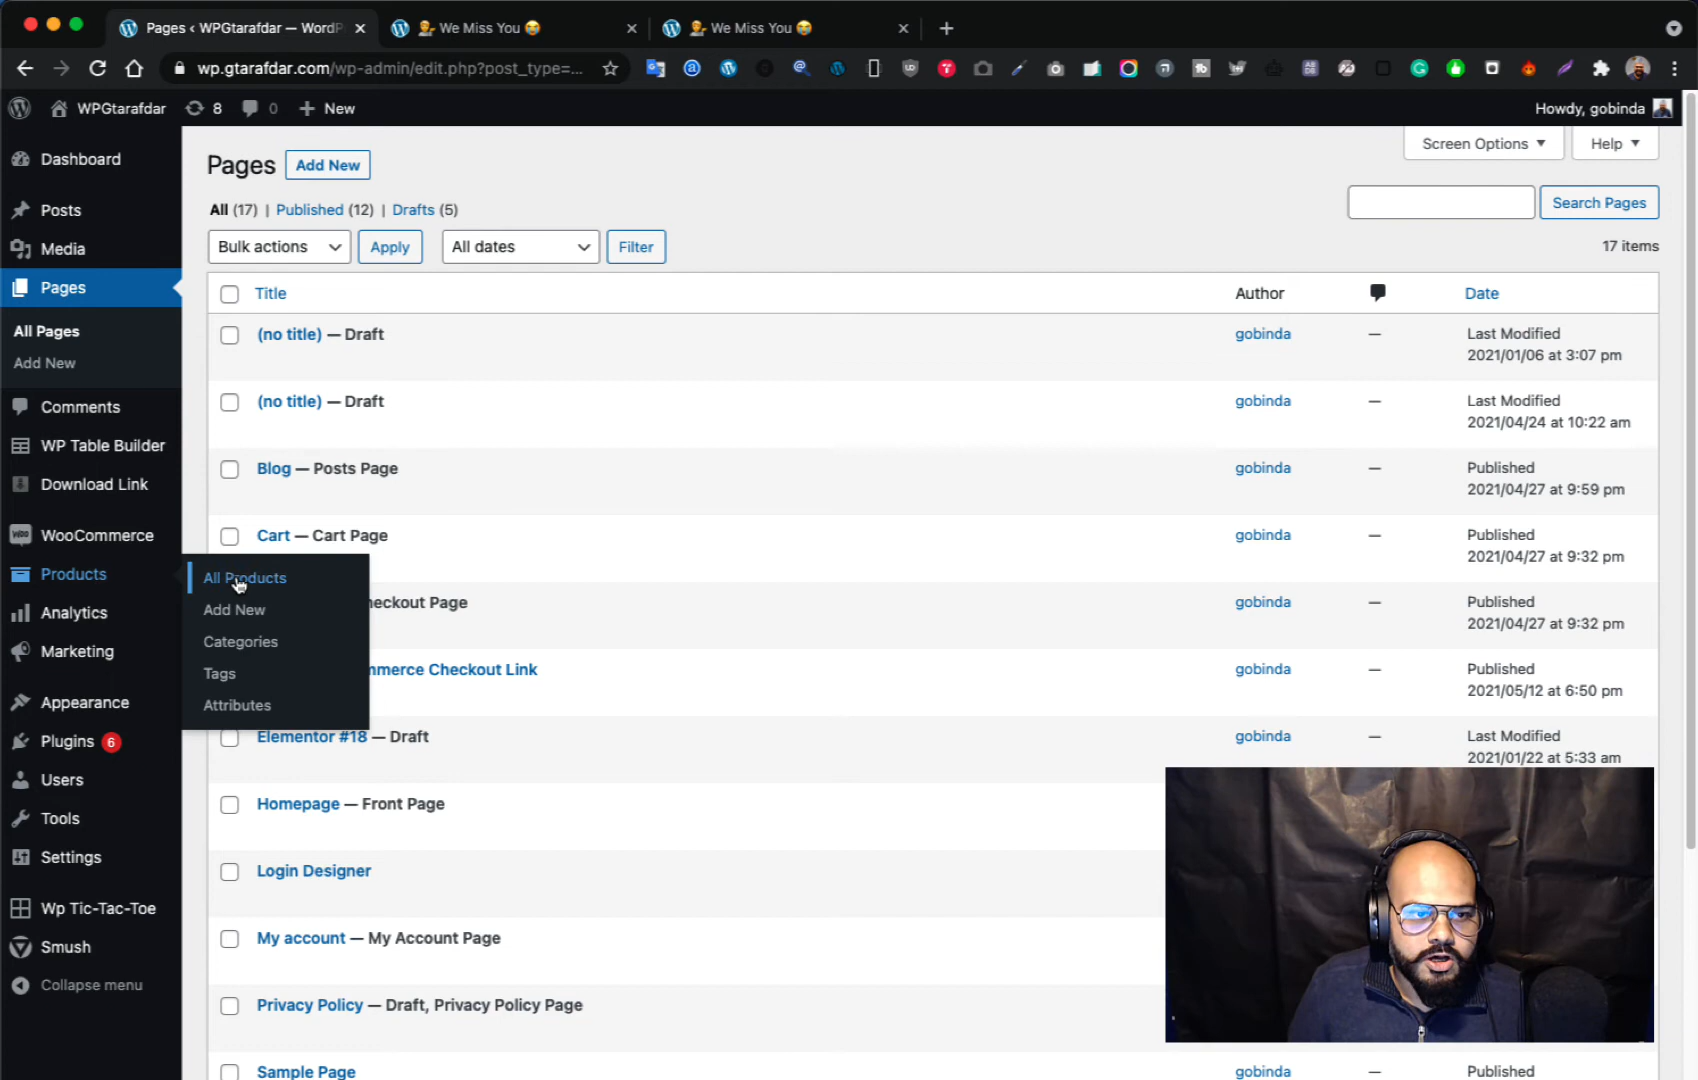 Pages ‹ WPGtarafdar — WordP
We Miss You
We Miss You
wp.gtarafdar.com/wp-admin/edit.php?post_type=...
WPGtarafdar 8 0 New
Howdy, gobinda
Dashboard
Posts
Media
Pages
All Pages
Add New
Comments
WP Table Builder
Download Link
WooCommerce
Products
Analytics
Marketing
Appearance
Plugins 6
Users
Tools
Settings
Wp Tic-Tac-Toe
Smush
Collapse menu
All Products
Add New
Categories
Tags
Attributes
Screen Options Help
Pages Add New
All (17) | Published (12) | Drafts (5)
Search Pages
Bulk actions Apply All dates Filter
17 items
Title Author Date
(no title) — Draft gobinda — Last Modified
2021/01/06 at 3:07 pm
(no title) — Draft gobinda — Last Modified
2021/04/24 at 10:22 am
Blog — Posts Page gobinda — Published
2021/04/27 at 9:59 pm
Cart — Cart Page gobinda — Published
2021/04/27 at 9:32 pm
heckout Page gobinda — Published
2021/04/27 at 9:32 pm
mmerce Checkout Link gobinda — Published
2021/05/12 at 6:50 pm
Elementor #18 — Draft gobinda — Last Modified
2021/01/22 at 5:33 am
Homepage — Front Page
Login Designer
My account — My Account Page
Privacy Policy — Draft, Privacy Policy Page
Sample Page gobinda — Published